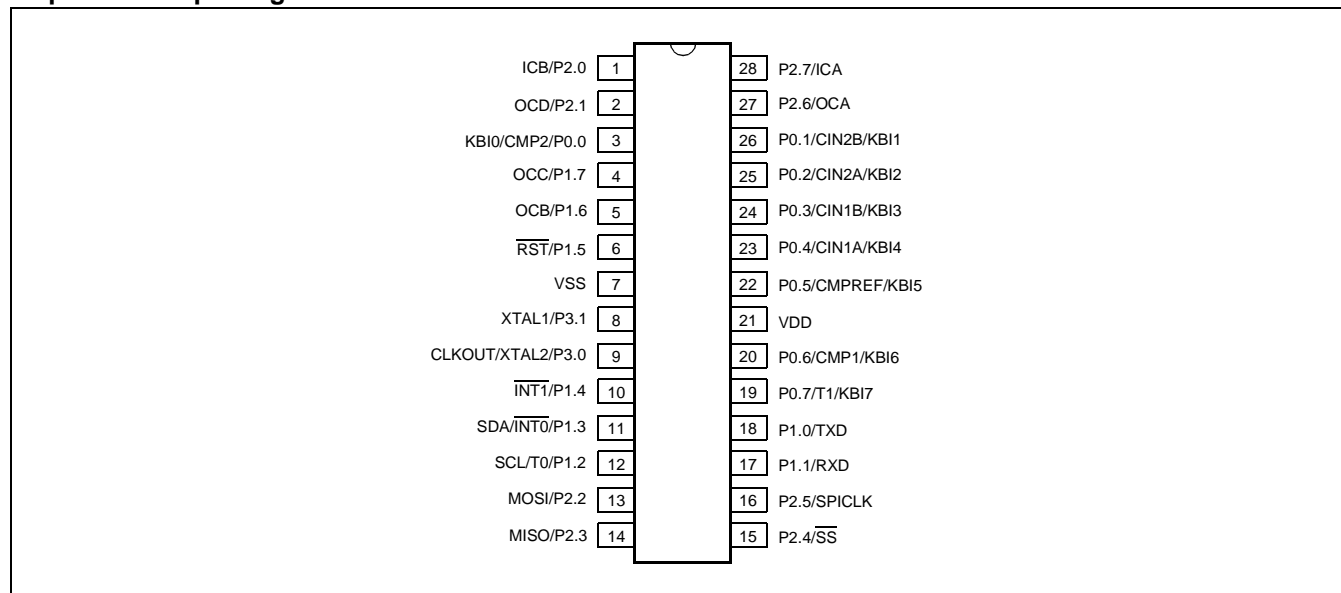 ICB/P2.0 1 28 P2.7/ICA
OCD/P2.1 2 27 P2.6/OCA
KBI0/CMP2/P0.0 3 26 P0.1/CIN2B/KBI1
OCC/P1.7 4 25 P0.2/CIN2A/KBI2
OCB/P1.6 5 24 P0.3/CIN1B/KBI3
RST/P1.5 6 23 P0.4/CIN1A/KBI4
VSS 7 22 P0.5/CMPREF/KBI5
XTAL1/P3.1 8 21 VDD
CLKOUT/XTAL2/P3.0 9 20 P0.6/CMP1/KBI6
INT1/P1.4 10 19 P0.7/T1/KBI7
SDA/INT0/P1.3 11 18 P1.0/TXD
SCL/T0/P1.2 12 17 P1.1/RXD
MOSI/P2.2 13 16 P2.5/SPICLK
MISO/P2.3 14 15 P2.4/SS